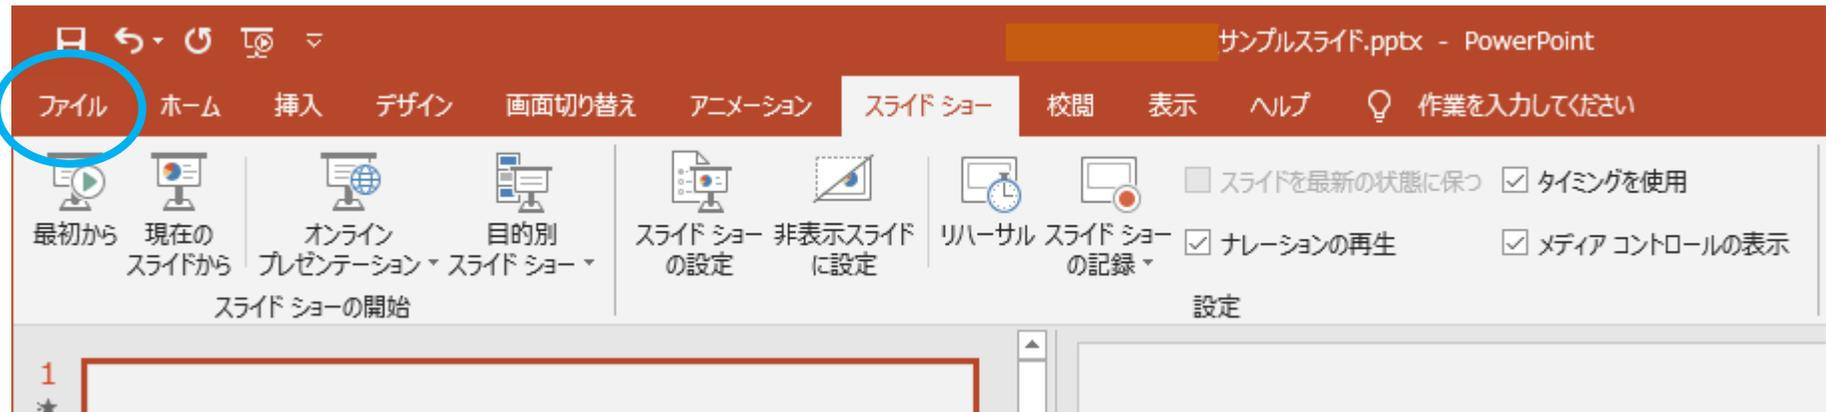 サンプルスライド.pptx - PowerPoint
ファイル ホーム 挿入 デザイン 画面切り替え アニメーション スライド ショー 校閲 表示 ヘルプ 作業を入力してください
最初から
現在の
スライドから
オンライン
プレゼンテーション
目的別
スライド ショー
スライド ショーの開始
スライド ショー
の設定
非表示スライド
に設定
リハーサル
スライド ショー
の記録
スライドを最新の状態に保つ
タイミングを使用
ナレーションの再生
メディア コントロールの表示
設定
1